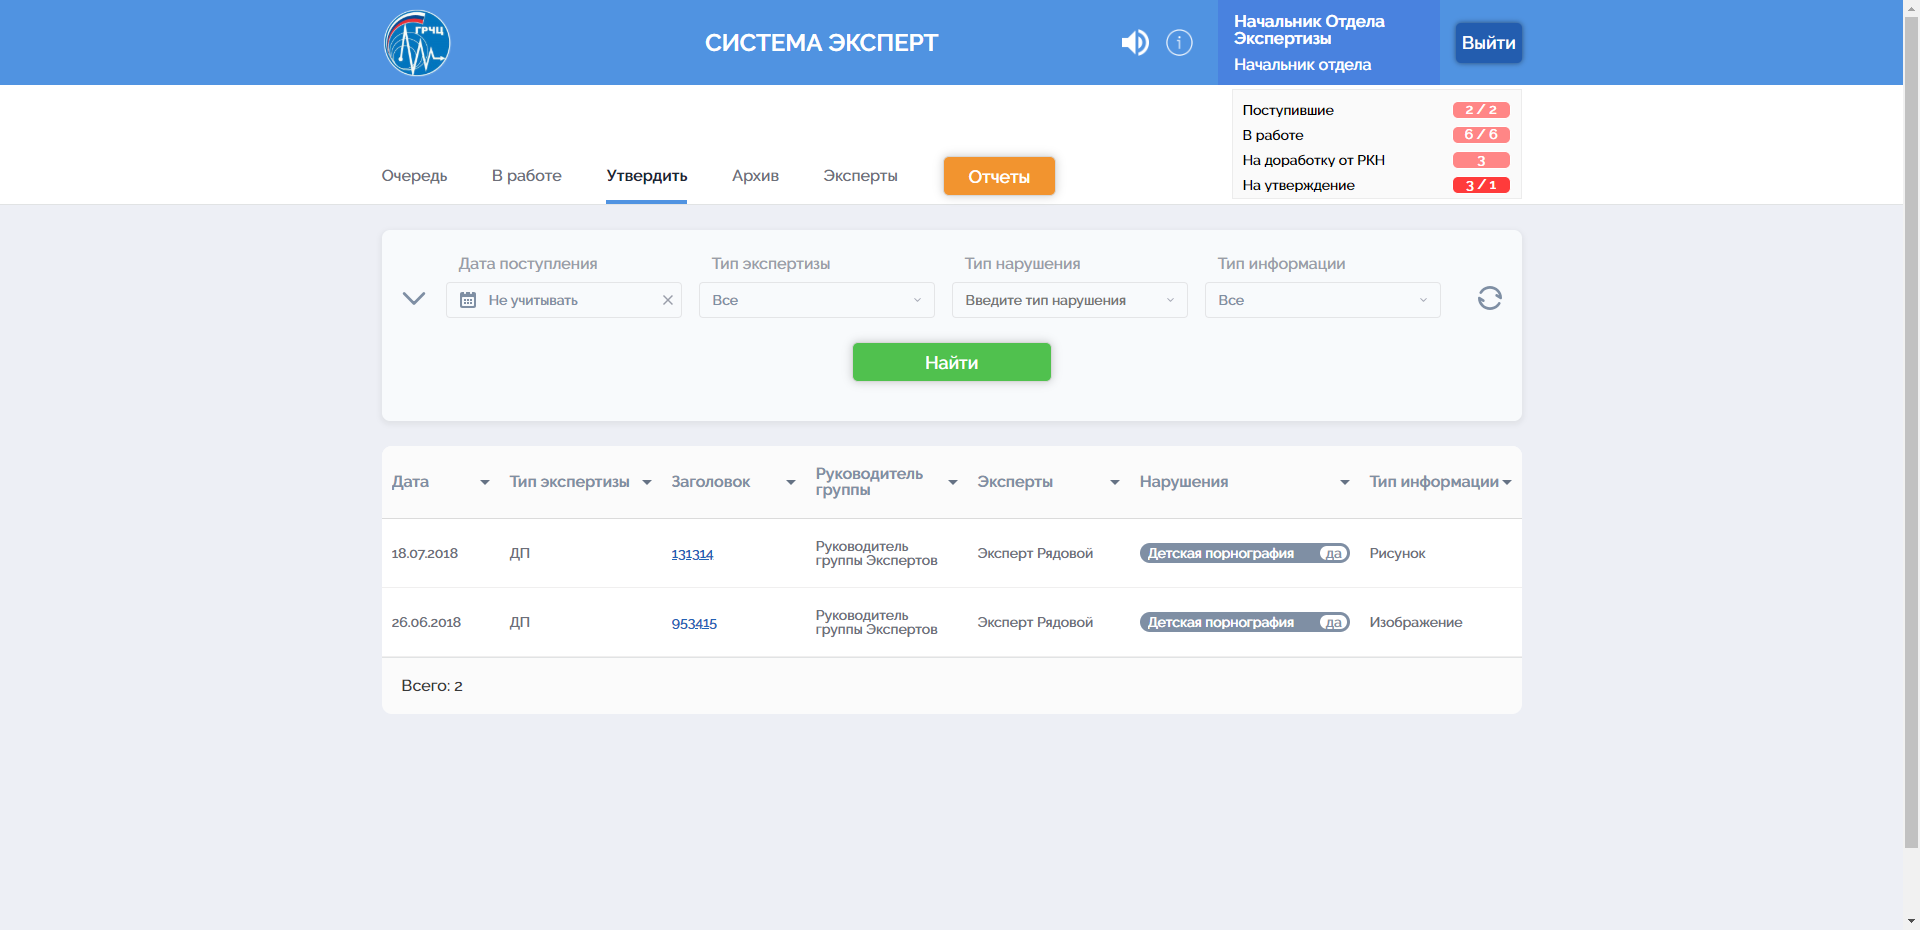 ГРЧЦ
СИСТЕМА ЭКСПЕРТ
Начальник Отдела
Экспертизы
Начальник отдела
Выйти
Поступившие 2 / 2
В работе 6 / 6
На доработку от РКН 3
На утверждение 3 / 1
Очередь В работе Утвердить Архив Эксперты Отчеты
Дата поступления Тип экспертизы Тип нарушения Тип информации
Не учитывать Все Введите тип нарушения Все
Найти
Дата Тип экспертизы Заголовок Руководитель группы Эксперты Нарушения Тип информации
18.07.2018 ДП 131314 Руководитель группы Экспертов Эксперт Рядовой Детская порнография да Рисунок
26.06.2018 ДП 953415 Руководитель группы Экспертов Эксперт Рядовой Детская порнография да Изображение
Всего: 2